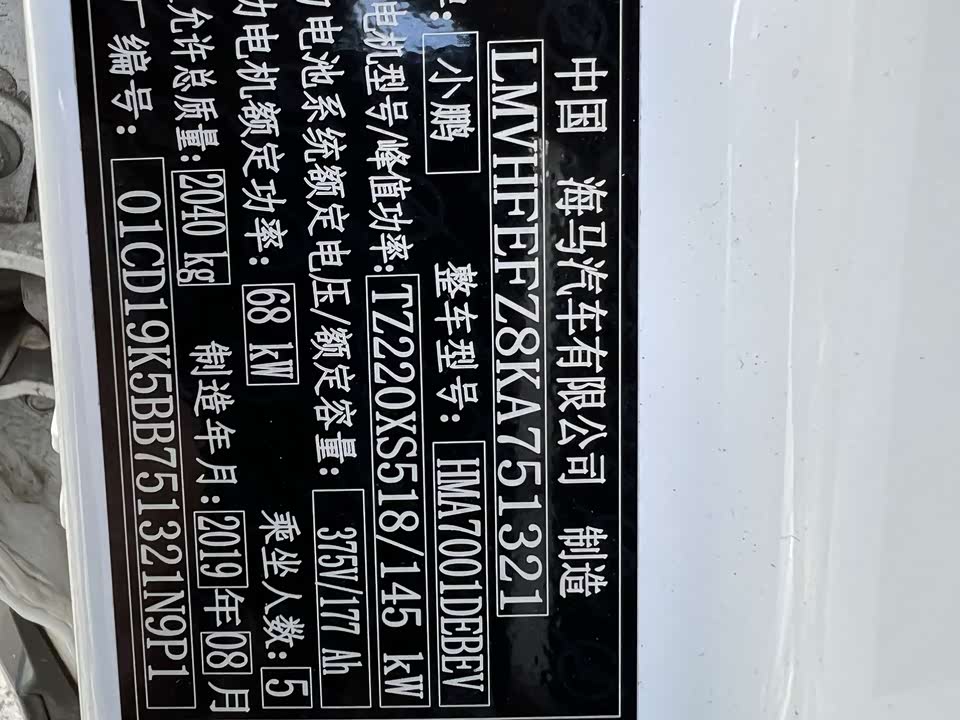 中国 海马汽车有限公司 制造
LMVHFEFZ8KA751321
: 小鹏 整车型号: HMA7001DEBEV
电机型号/峰值功率: TZ220XS518/145 kW
力电池系统额定电压/额定容量: 375V/177 Ah
力电机额定功率: 68 kW 乘坐人数: 5
允许总质量: 2040 kg 制造年月: 2019年08月
厂编号: 01CD19K5BB751321N9P1